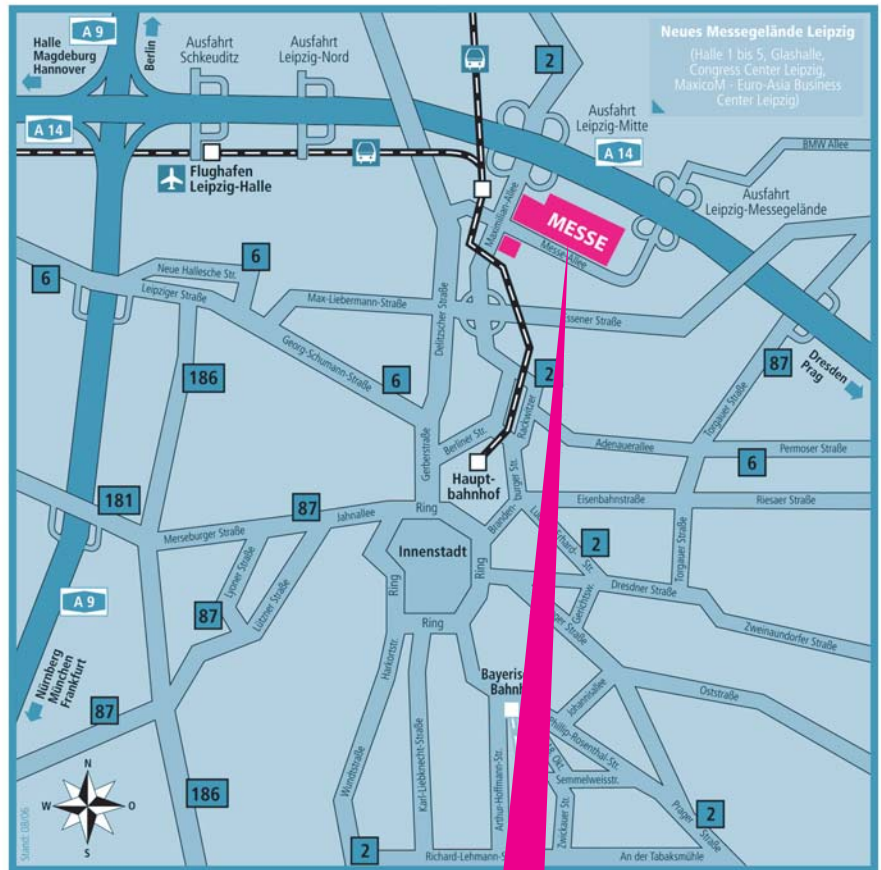 A 9
Halle
Magdeburg
Hannover
Berlin
Ausfahrt
Schkeuditz
Ausfahrt
Leipzig-Nord
2
Neues Messegelände Leipzig
(Halle 1 bis 5, Glashalle,
Congress Center Leipzig,
MaxicoM - Euro-Asia Business
Center Leipzig)
A 14
Ausfahrt
Leipzig-Mitte
A 14
BMW Allee
Flughafen
Leipzig-Halle
Ausfahrt
Leipzig-Messegelände
Maximilian-Allee
MESSE
Messe-Allee
6
Neue Hallesche Str.
6
Leipziger Straße
Max-Liebermann-Straße
Delitzscher Straße
Essener Straße
Georg-Schumann-Straße
87
Dresden
Prag
186
6
2
Torgauer Straße
Rackwitzer
Gerberstraße
Berliner Str.
Adenauerallee
Permoser Straße
6
Haupt-
bahnhof
181
87
Jahnallee
Ring
Branden-
burger Str.
Eisenbahnstraße
Riesaer Straße
Merseburger Straße
Innenstadt
2
Str.
Torgauer Straße
Lyoner Straße
Lützner Straße
Ring
Ring
Dresdner Straße
Gerichtsw.
A 9
87
Ring
Zweinaundorfer Straße
Nürnberg
München
Frankfurt
Harkortstr.
Johannisallee
Oststraße
87
Wundtstraße
Karl-Liebknecht-Straße
Arthur-Hoffmann-Str.
Semmelweisstr.
Zwickauer Str.
Prager Straße
2
186
N
W
O
S
Stand: 08/06
2
An der Tabaksmühle